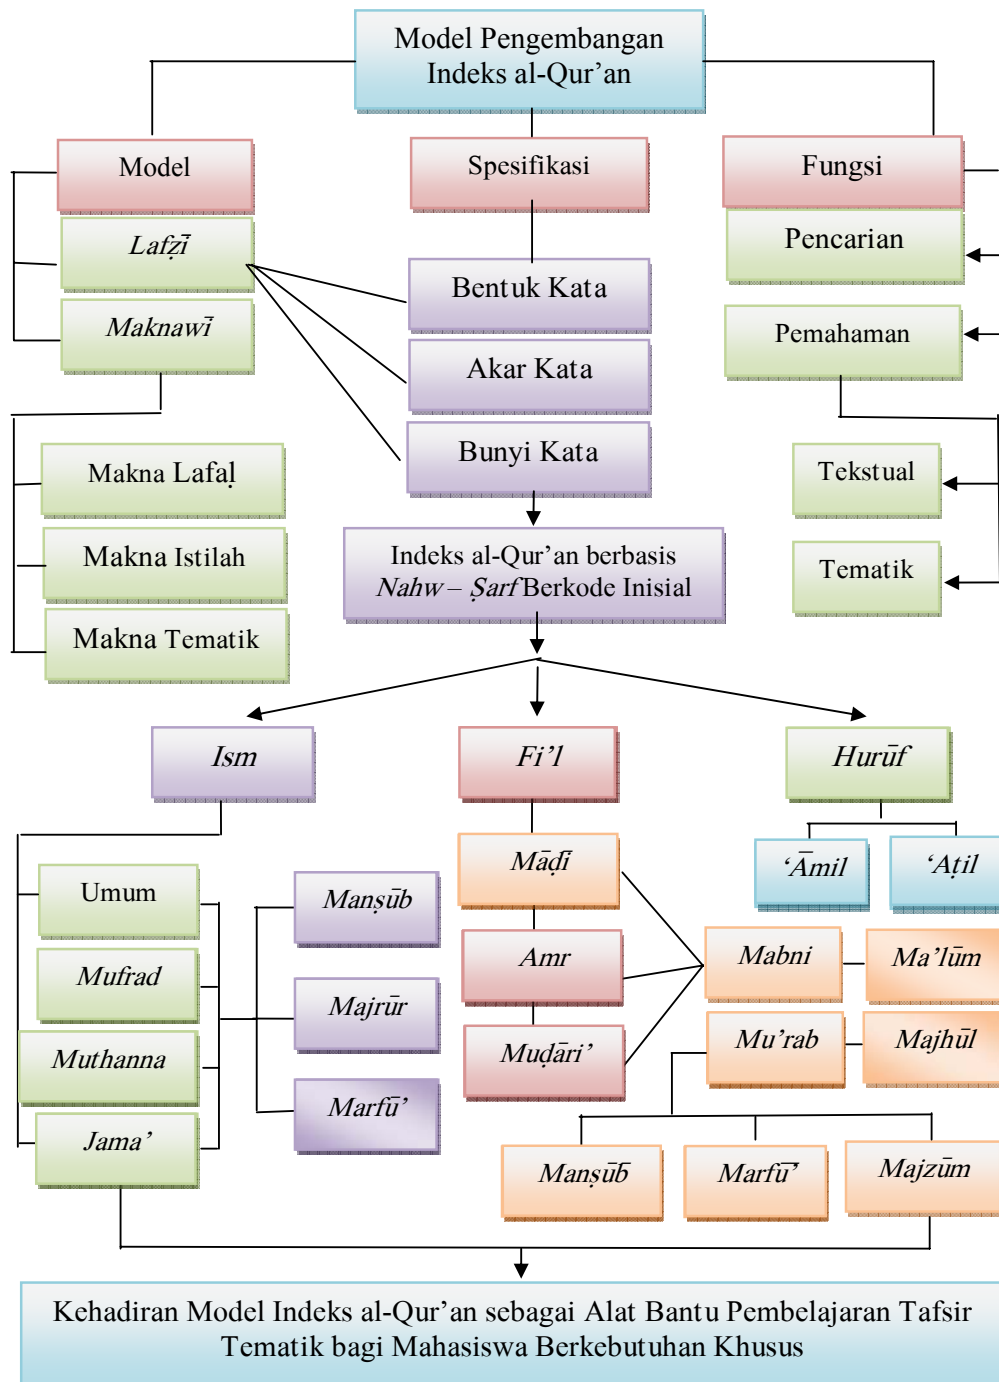 Model Pengembangan
Indeks al-Qur’an
Model
Spesifikasi
Fungsi
Lafẓī
Maknawī
Bentuk Kata
Akar Kata
Bunyi Kata
Pencarian
Pemahaman
Makna Lafaḷ
Makna Istilah
Makna Tematik
Tekstual
Tematik
Indeks al-Qur’an berbasis
Nahw – Ṣarf Berkode Inisial
Ism
Fi’l
Hurūf
Umum
Mufrad
Muthanna
Jama’
Manṣūb
Majrūr
Marfū’
Māḍī
Amr
Muḍāri’
‘Āmil
‘Aṭil
Mabni
Ma’lūm
Mu’rab
Majhūl
Manṣūb
Marfū’
Majzūm
Kehadiran Model Indeks al-Qur’an sebagai Alat Bantu Pembelajaran Tafsir
Tematik bagi Mahasiswa Berkebutuhan Khusus